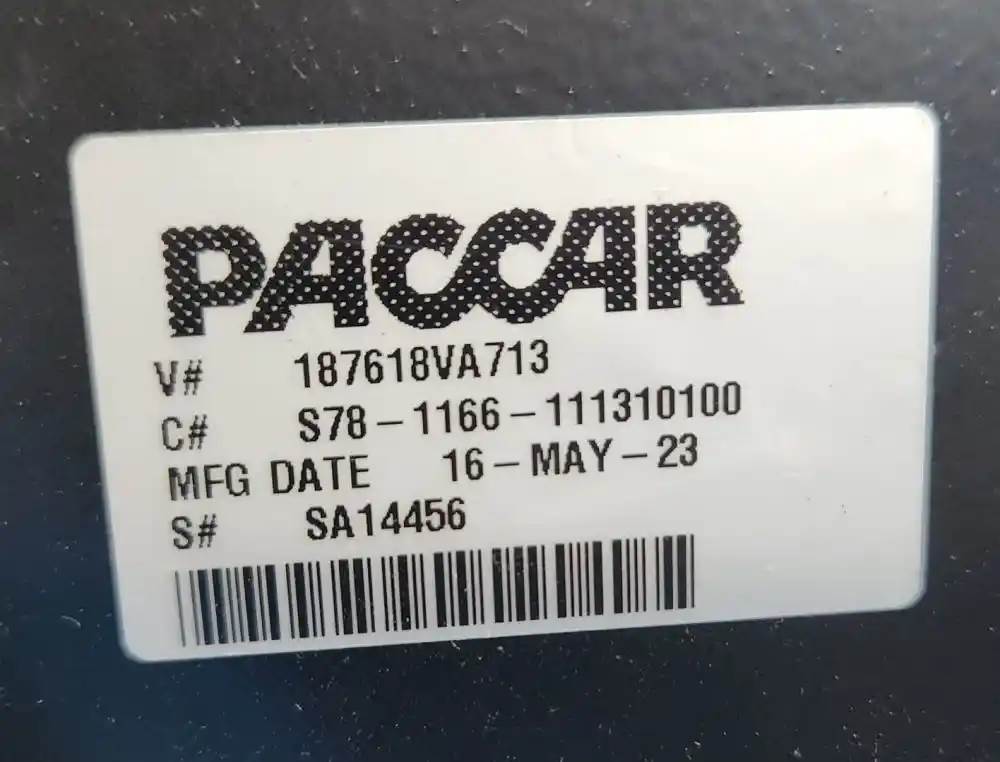 PACCAR
V# 187618VA713
C# S78-1166-111310100
MFG DATE 16-MAY-23
S# SA14456